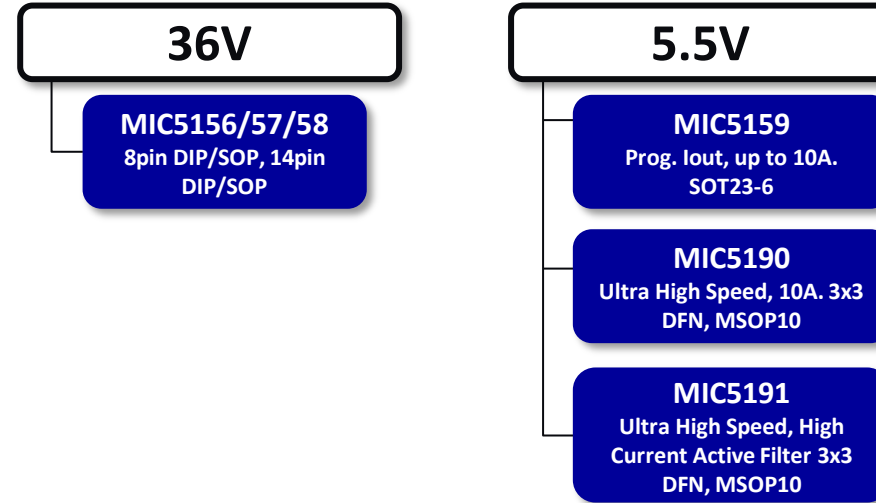 36V
MIC5156/57/58
8pin DIP/SOP, 14pin
DIP/SOP
5.5V
MIC5159
Prog. Iout, up to 10A.
SOT23-6
MIC5190
Ultra High Speed, 10A. 3x3
DFN, MSOP10
MIC5191
Ultra High Speed, High
Current Active Filter 3x3
DFN, MSOP10